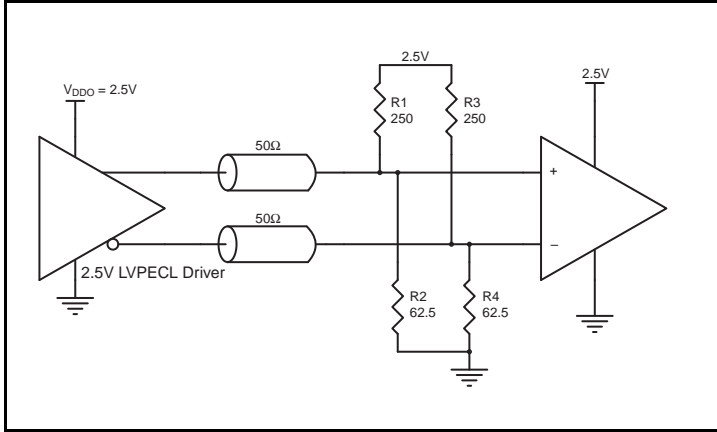 2.5V
V_DDO = 2.5V
2.5V
R1
250
R3
250
50Ω
+
50Ω
–
2.5V LVPECL Driver
R2
62.5
R4
62.5